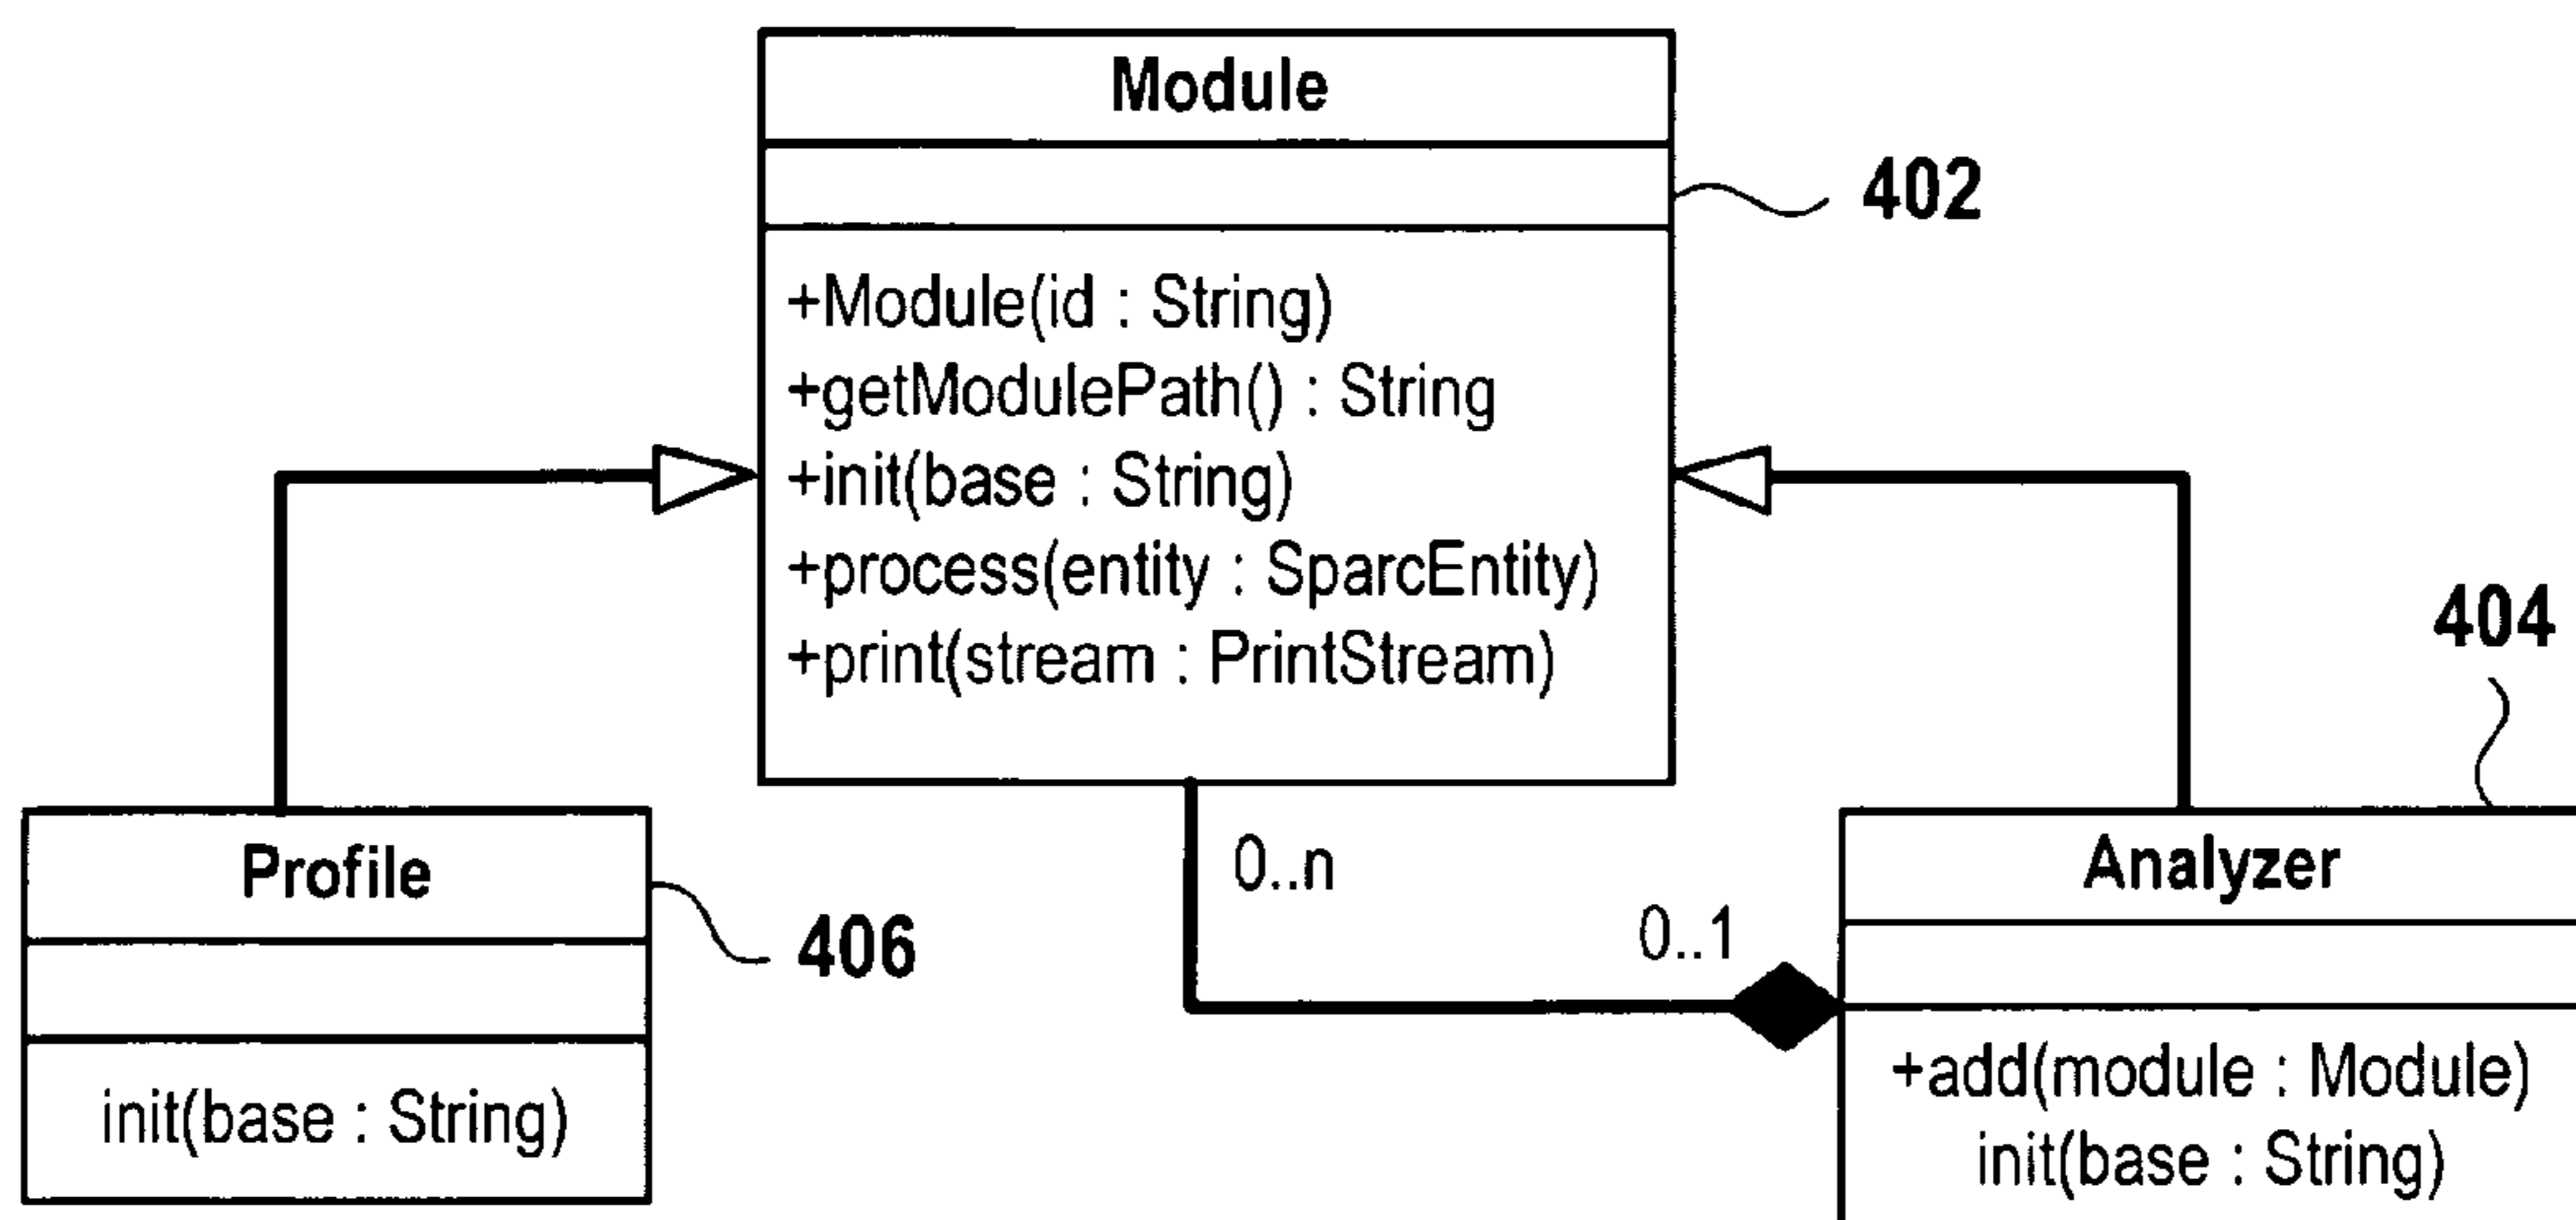 Module
402
+Module(id : String)
+getModulePath() : String
+init(base : String)
+process(entity : SparcEntity)
+print(stream : PrintStream)
404
Profile
406
init(base : String)
0..n
0..1
Analyzer
+add(module : Module)
init(base : String)